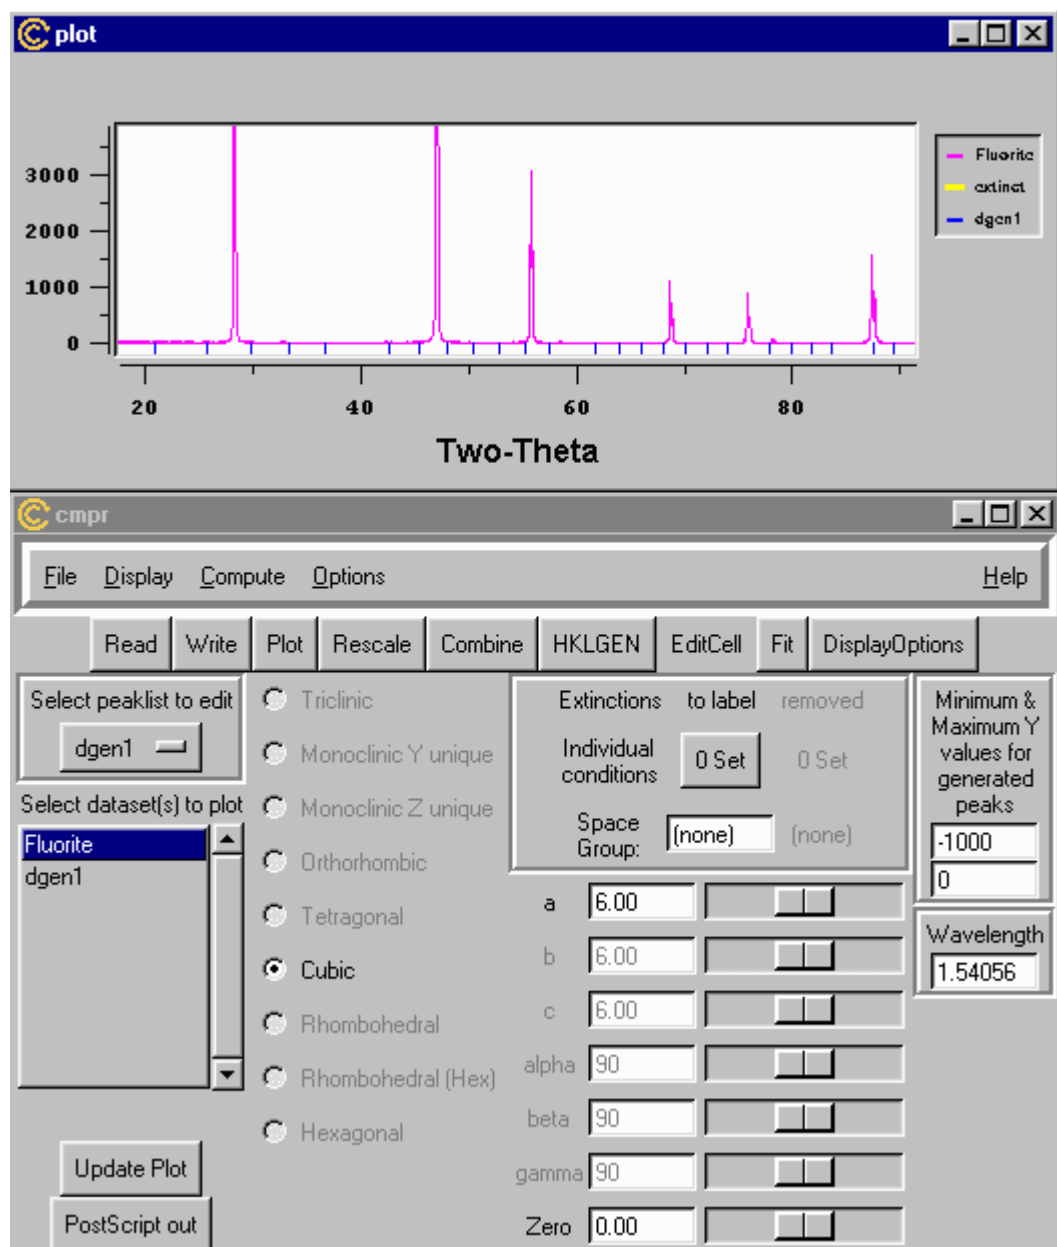 plot
3000
2000
1000
0
20 40 60 80
Two-Theta
Fluorite
extinct
dgen1
cmpr
File Display Compute Options Help
Read Write Plot Rescale Combine HKLGEN EditCell Fit DisplayOptions
Select peaklist to edit
dgen1
Select dataset(s) to plot
Fluorite
dgen1
Update Plot
PostScript out
Triclinic
Monoclinic Y unique
Monoclinic Z unique
Orthorhombic
Tetragonal
Cubic
Rhombohedral
Rhombohedral (Hex)
Hexagonal
Extinctions to label removed
Individual
conditions 0 Set 0 Set
Space
Group: (none) (none)
a 6.00
b 6.00
c 6.00
alpha 90
beta 90
gamma 90
Zero 0.00
Minimum &
Maximum Y
values for
generated
peaks
-1000
0
Wavelength
1.54056